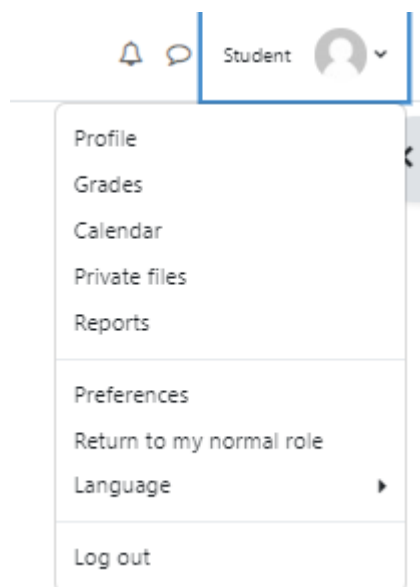 Student
Profile
Grades
Calendar
Private files
Reports
Preferences
Return to my normal role
Language
Log out